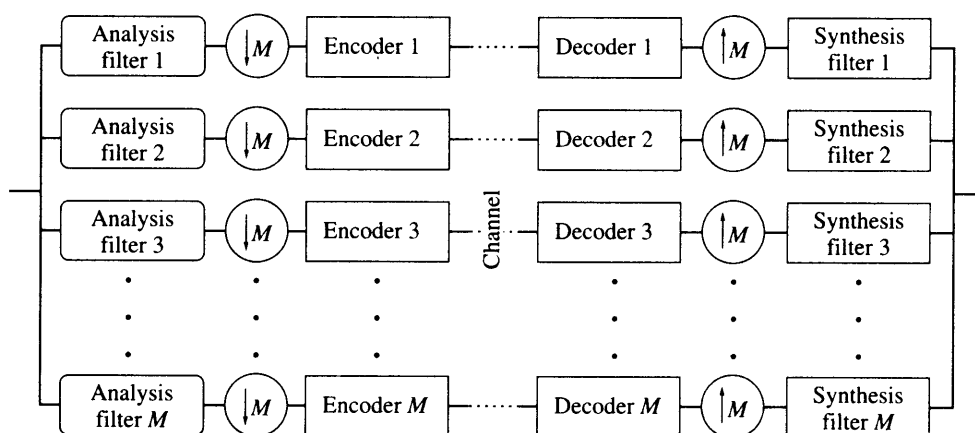 Analysis
filter 1
↓M
Encoder 1
Decoder 1
↑M
Synthesis
filter 1
Analysis
filter 2
↓M
Encoder 2
Decoder 2
↑M
Synthesis
filter 2
Analysis
filter 3
↓M
Encoder 3
Channel
Decoder 3
↑M
Synthesis
filter 3
Analysis
filter M
↓M
Encoder M
Decoder M
↑M
Synthesis
filter M